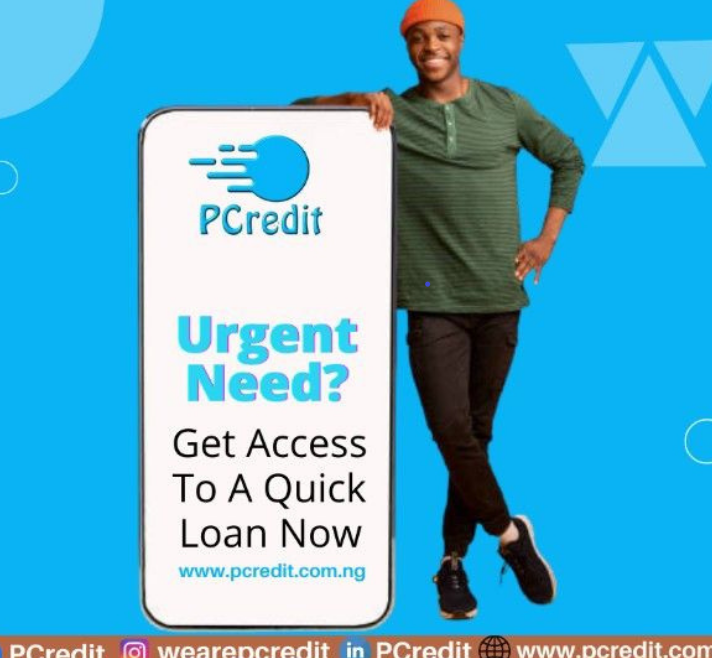 PCredit
Urgent
Need?
Get Access
To A Quick
Loan Now
www.pcredit.com.ng
PCredit wearepcredit in PCredit www.pcredit.com